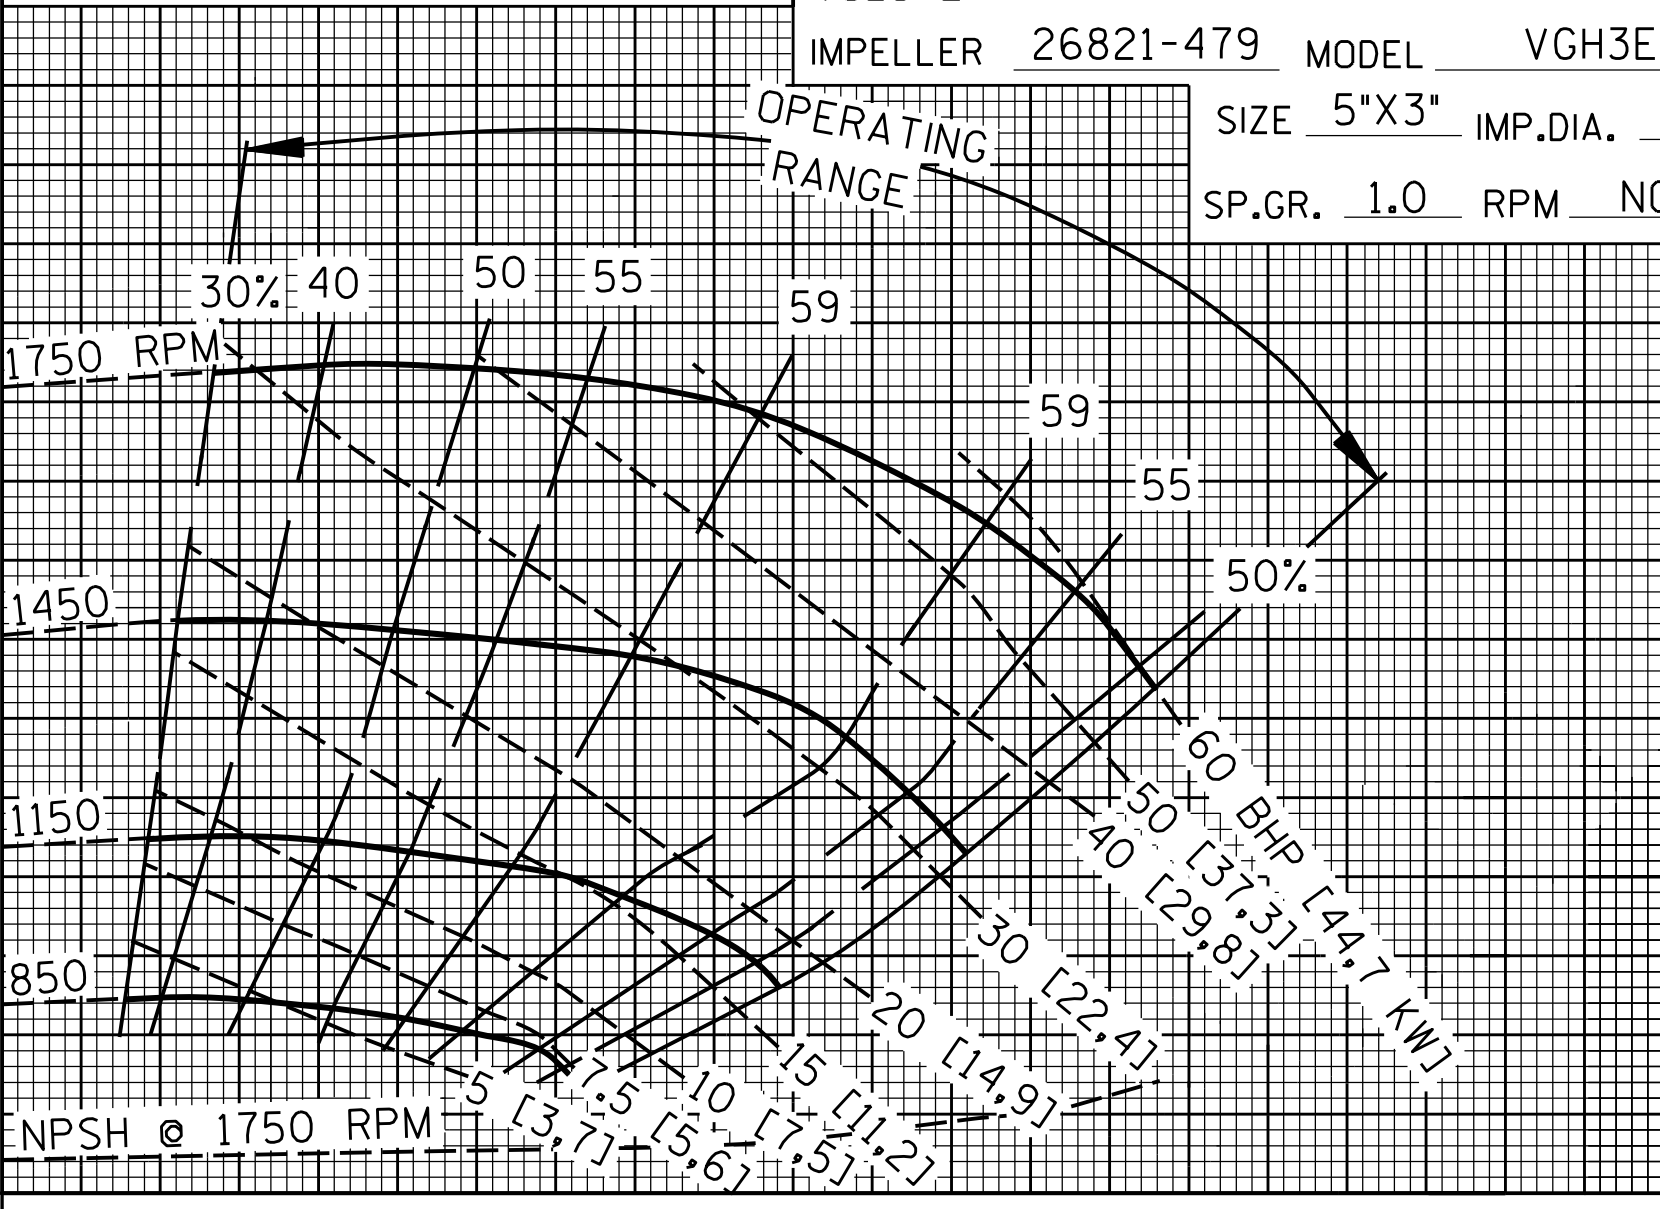 IMPELLER 26821-479 MODEL VGH3E
SIZE 5"X3" IMP.DIA.
SP.GR. 1.0 RPM
OPERATING
RANGE
30% 40 50 55 59
59
55
50%
1750 RPM
1450
1150
850
60 BHP [44,7 KW]
50 [37,3]
40 [29,8]
30 [22,4]
20 [14,9]
15 [11,2]
10 [7,5]
7.5 [5,6]
5 [3,7]
NPSH @ 1750 RPM